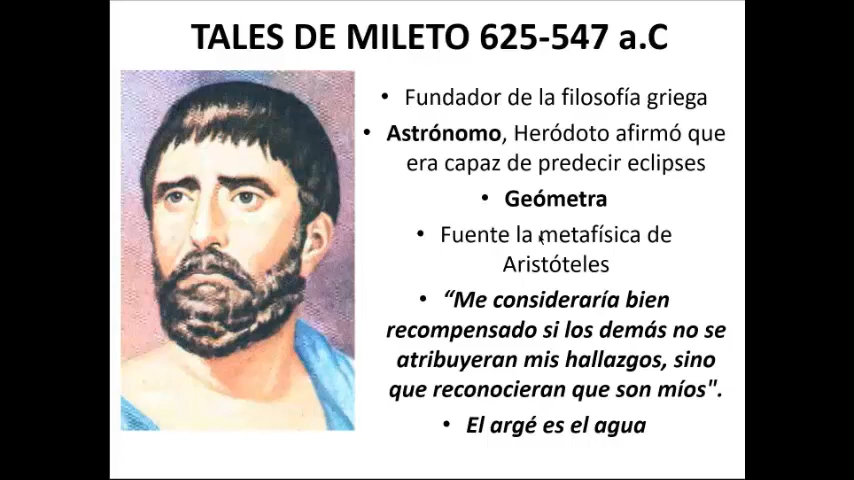 TALES DE MILETO 625-547 a.C
• Fundador de la filosofía griega
• Astrónomo, Heródoto afirmó que
era capaz de predecir eclipses
• Geómetra
• Fuente la metafísica de
Aristóteles
• “Me consideraría bien
recompensado si los demás no se
atribuyeran mis hallazgos, sino
que reconocieran que son míos".
• El argé es el agua